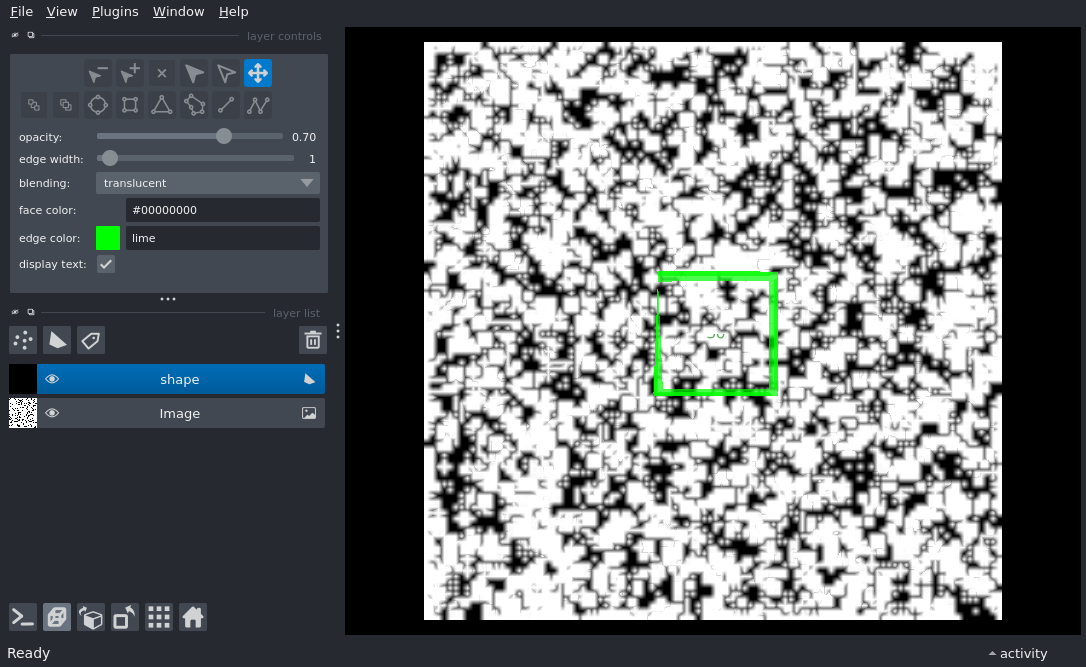 File View Plugins Window Help
layer controls
opacity: 0.70
edge width: 1
blending: translucent
face color: #00000000
edge color: lime
display text:
layer list
shape
Image
Ready
activity